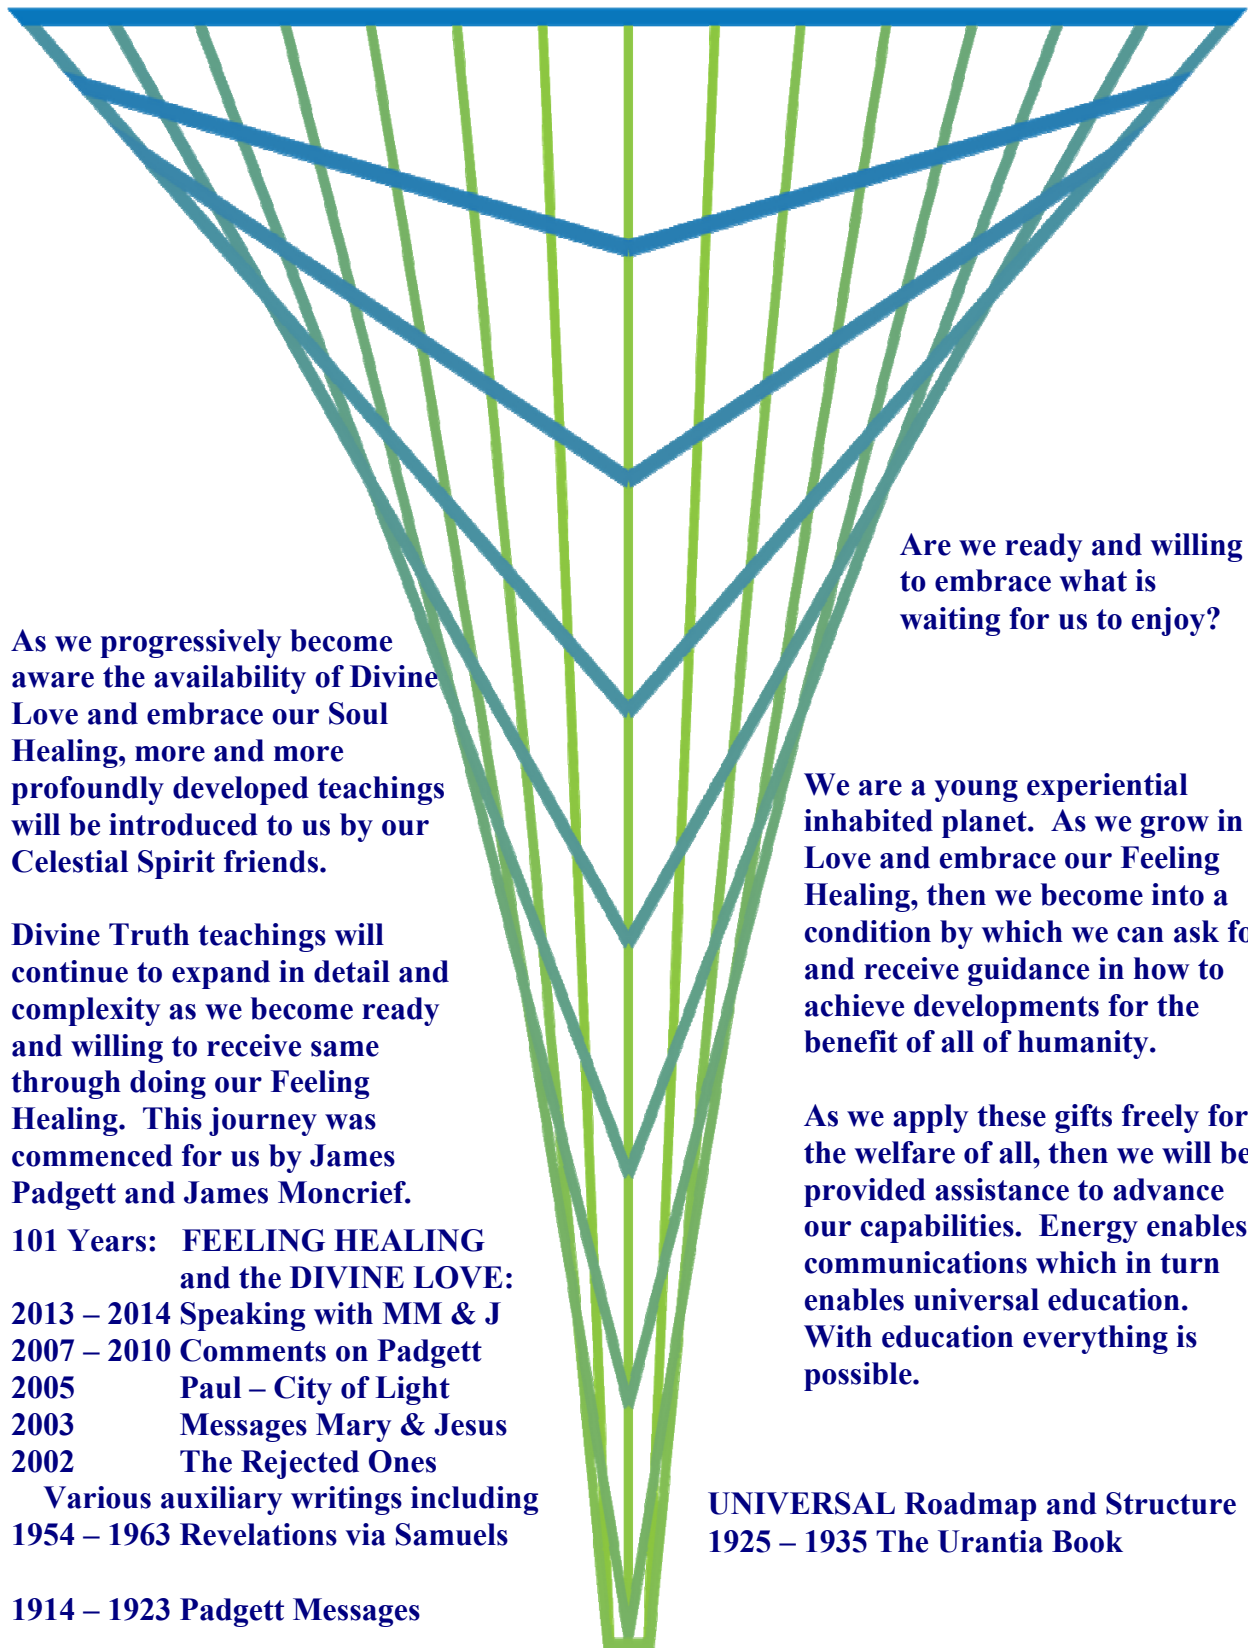 Are we ready and willing
to embrace what is
waiting for us to enjoy?
As we progressively become
aware the availability of Divine
Love and embrace our Soul
Healing, more and more
profoundly developed teachings
will be introduced to us by our
Celestial Spirit friends.
Divine Truth teachings will
continue to expand in detail and
complexity as we become ready
and willing to receive same
through doing our Feeling
Healing.  This journey was
commenced for us by James
Padgett and James Moncrief.
101 Years:   FEELING HEALING
and the DIVINE LOVE:
2013 – 2014 Speaking with MM & J
2007 – 2010 Comments on Padgett
2005 Paul – City of Light
2003 Messages Mary & Jesus
2002 The Rejected Ones
Various auxiliary writings including
1954 – 1963 Revelations via Samuels
1914 – 1923 Padgett Messages
We are a young experiential
inhabited planet.  As we grow in
Love and embrace our Feeling
Healing, then we become into a
condition by which we can ask fo
and receive guidance in how to
achieve developments for the
benefit of all of humanity.
As we apply these gifts freely for
the welfare of all, then we will be
provided assistance to advance
our capabilities.  Energy enables
communications which in turn
enables universal education.
With education everything is
possible.
UNIVERSAL Roadmap and Structure
1925 – 1935 The Urantia Book